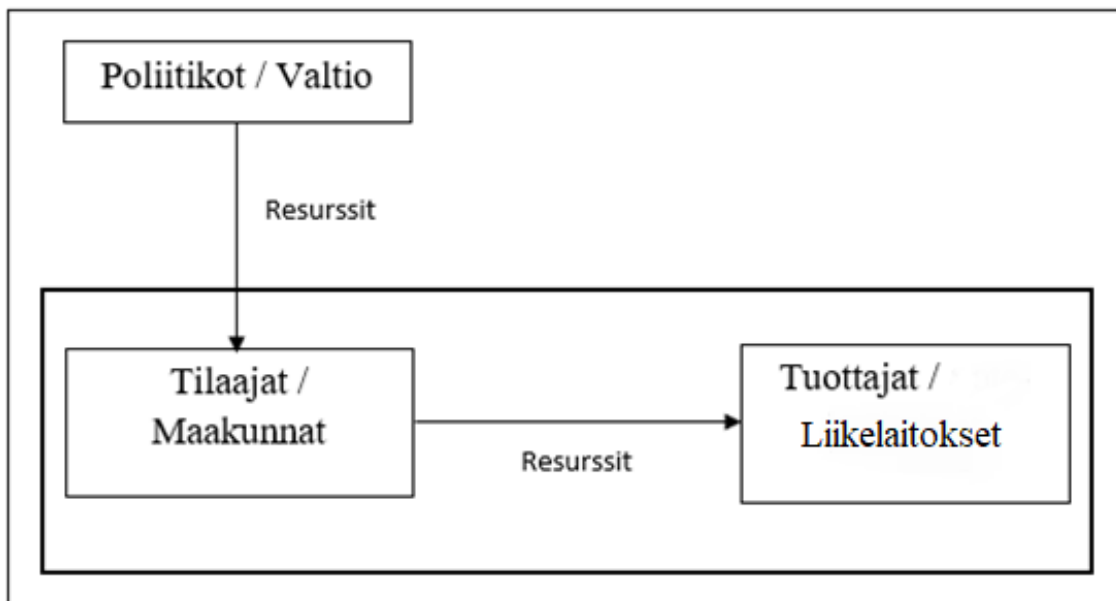 Poliitikot / Valtio
Resurssit
Tilaajat /
Maakunnat
Resurssit
Tuottajat /
Liikelaitokset